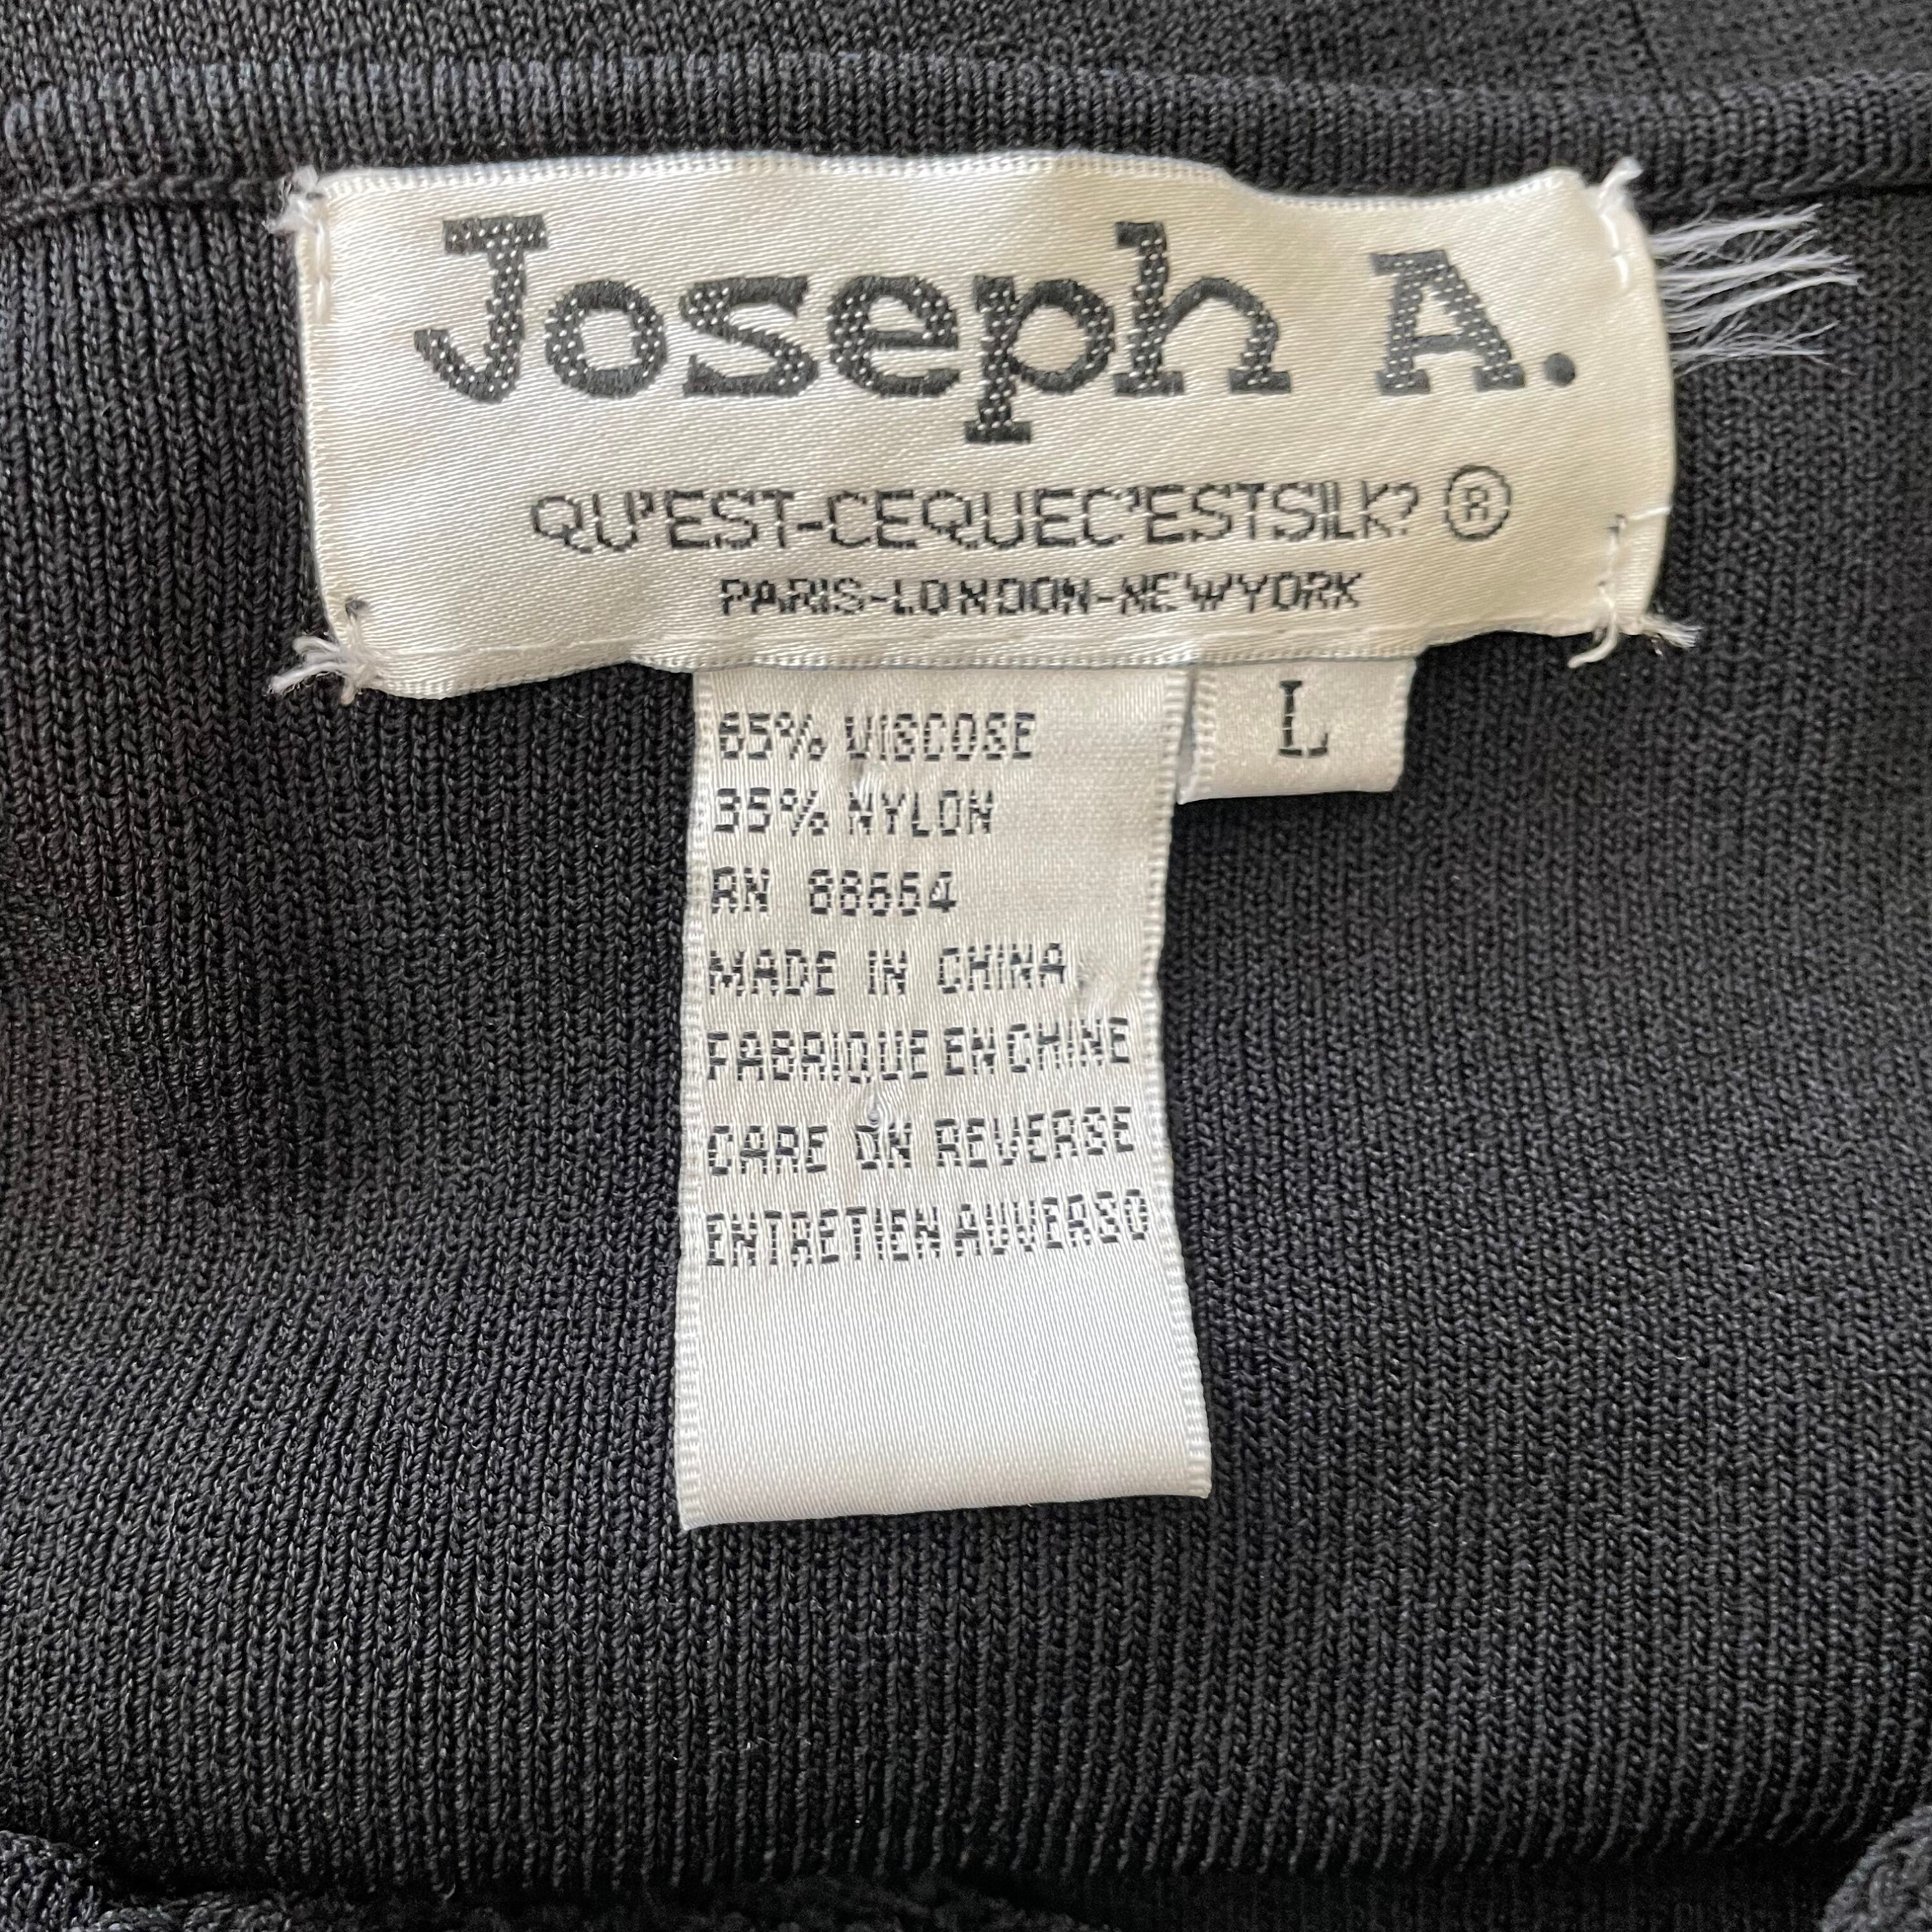 Joseph A.
QU'EST-CEQUEC'ESTSILK? ®
PARIS-LONDON-NEWYORK
L
65% VISCOSE
35% NYLON
RN 88664
MADE IN CHINA
FABRIQUE EN CHINE
CARE ON REVERSE
ENTRETIEN AUVERSO